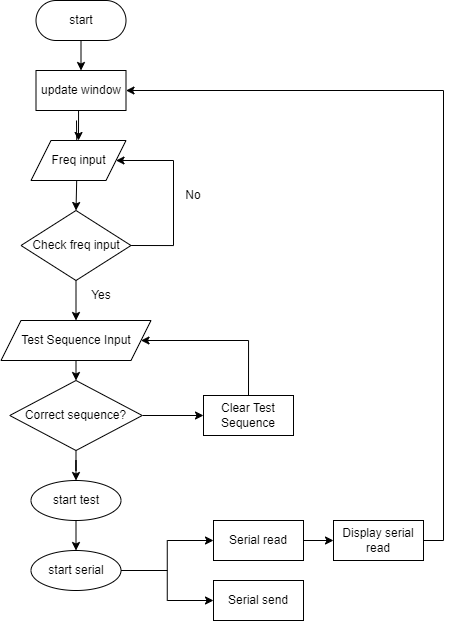 start
update window
Freq input
No
Check freq input
Yes
Test Sequence Input
Correct sequence?
Clear Test
Sequence
start test
start serial
Serial read
Display serial
read
Serial send